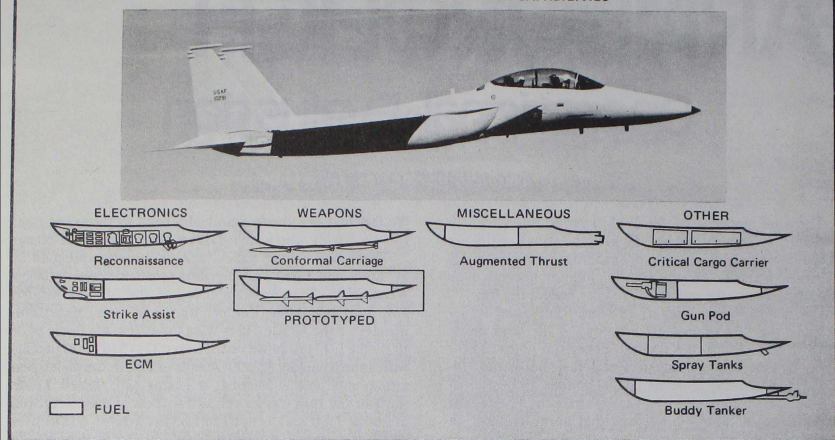 USAF
ELECTRONICS
WEAPONS
MISCELLANEOUS
OTHER
Reconnaissance
Conformal Carriage
Augmented Thrust
Critical Cargo Carrier
Strike Assist
PROTOTYPED
Gun Pod
ECM
Spray Tanks
FUEL
Buddy Tanker